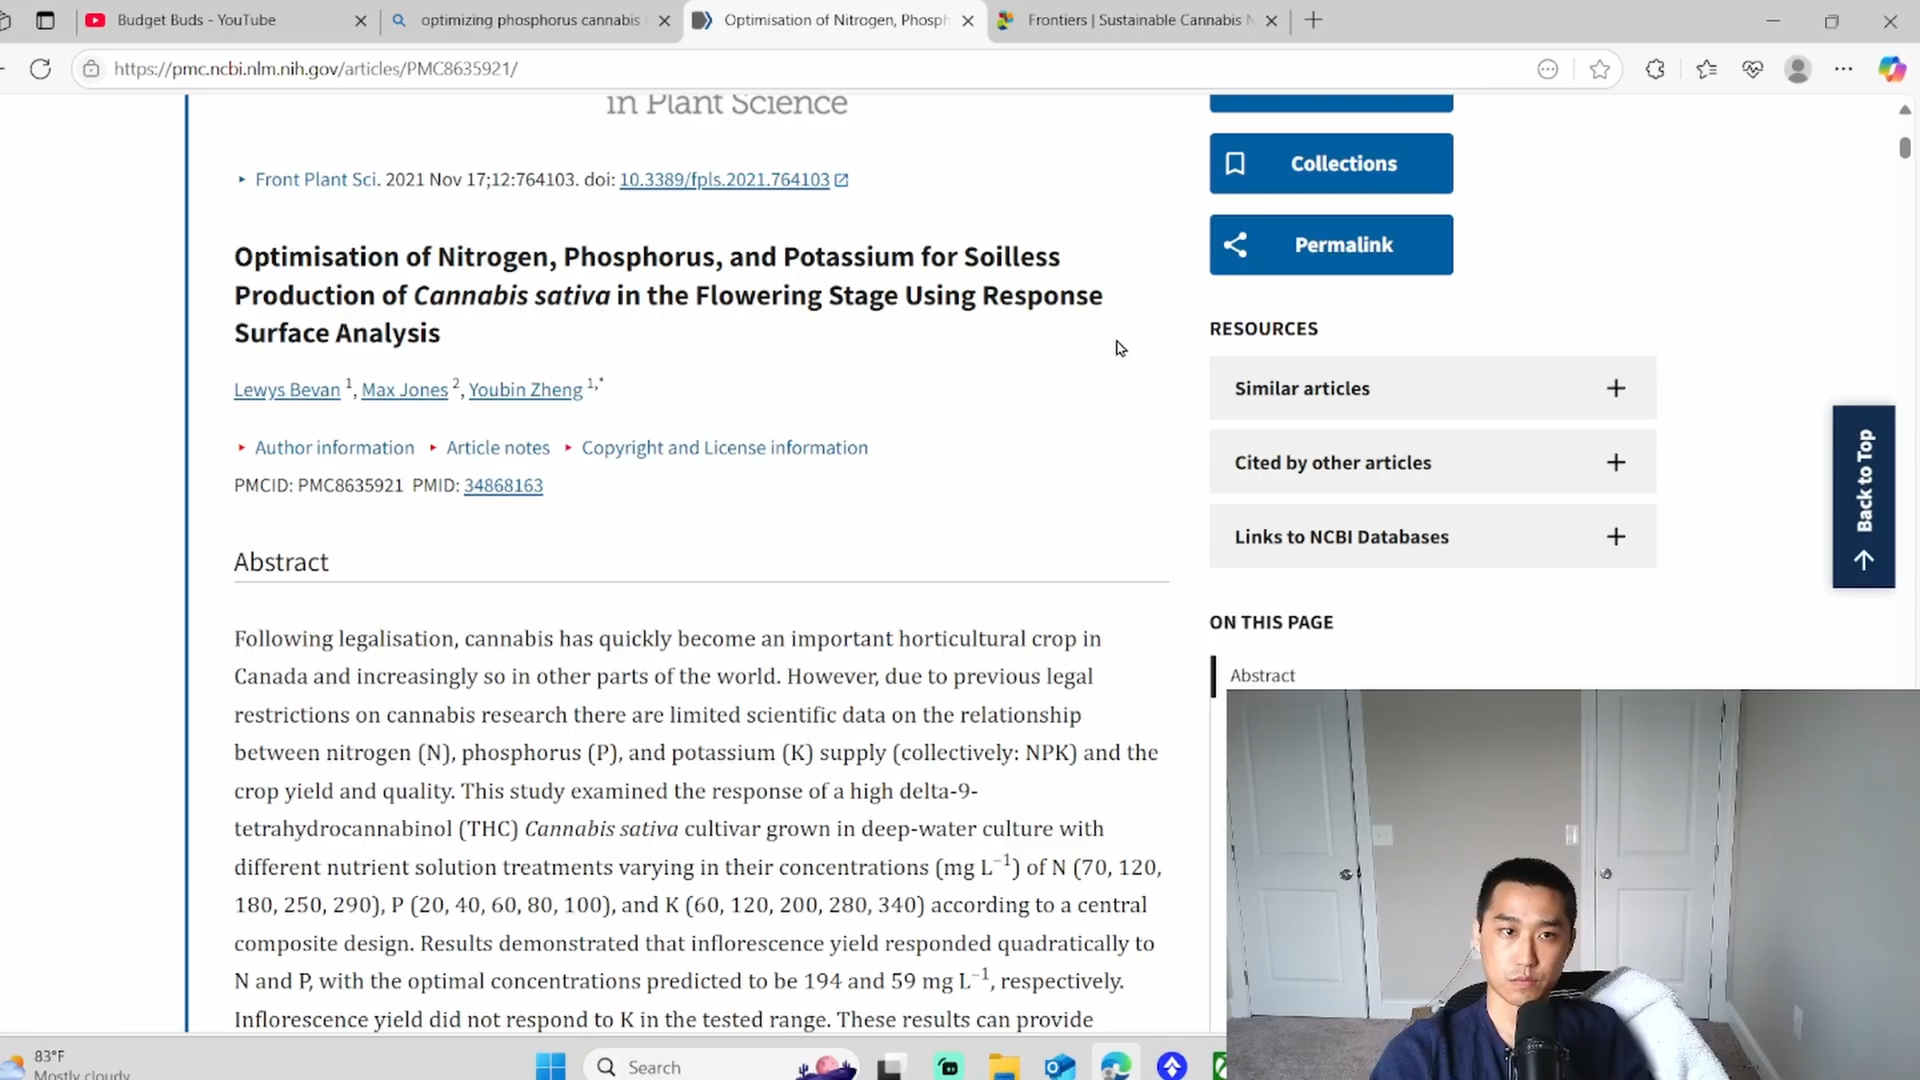 Budget Buds - YouTube
optimizing phosphorus cannabis
Optimisation of Nitrogen, Phosph
Frontiers | Sustainable Cannabis N
https://pmc.ncbi.nlm.nih.gov/articles/PMC8635921/
in Plant Science
Front Plant Sci. 2021 Nov 17;12:764103. doi: 10.3389/fpls.2021.764103
Optimisation of Nitrogen, Phosphorus, and Potassium for Soilless
Production of Cannabis sativa in the Flowering Stage Using Response
Surface Analysis
Lewys Bevan 1, Max Jones 2, Youbin Zheng 1,*
Author information Article notes Copyright and License information
PMCID: PMC8635921 PMID: 34868163
Abstract
Following legalisation, cannabis has quickly become an important horticultural crop in
Canada and increasingly so in other parts of the world. However, due to previous legal
restrictions on cannabis research there are limited scientific data on the relationship
between nitrogen (N), phosphorus (P), and potassium (K) supply (collectively: NPK) and the
crop yield and quality. This study examined the response of a high delta-9-
tetrahydrocannabinol (THC) Cannabis sativa cultivar grown in deep-water culture with
different nutrient solution treatments varying in their concentrations (mg L−1) of N (70, 120,
180, 250, 290), P (20, 40, 60, 80, 100), and K (60, 120, 200, 280, 340) according to a central
composite design. Results demonstrated that inflorescence yield responded quadratically to
N and P, with the optimal concentrations predicted to be 194 and 59 mg L−1, respectively.
Inflorescence yield did not respond to K in the tested range. These results can provide
Collections
Permalink
RESOURCES
Similar articles
Cited by other articles
Links to NCBI Databases
ON THIS PAGE
Abstract
Back to Top
83°F
Mostly cloudy
Search